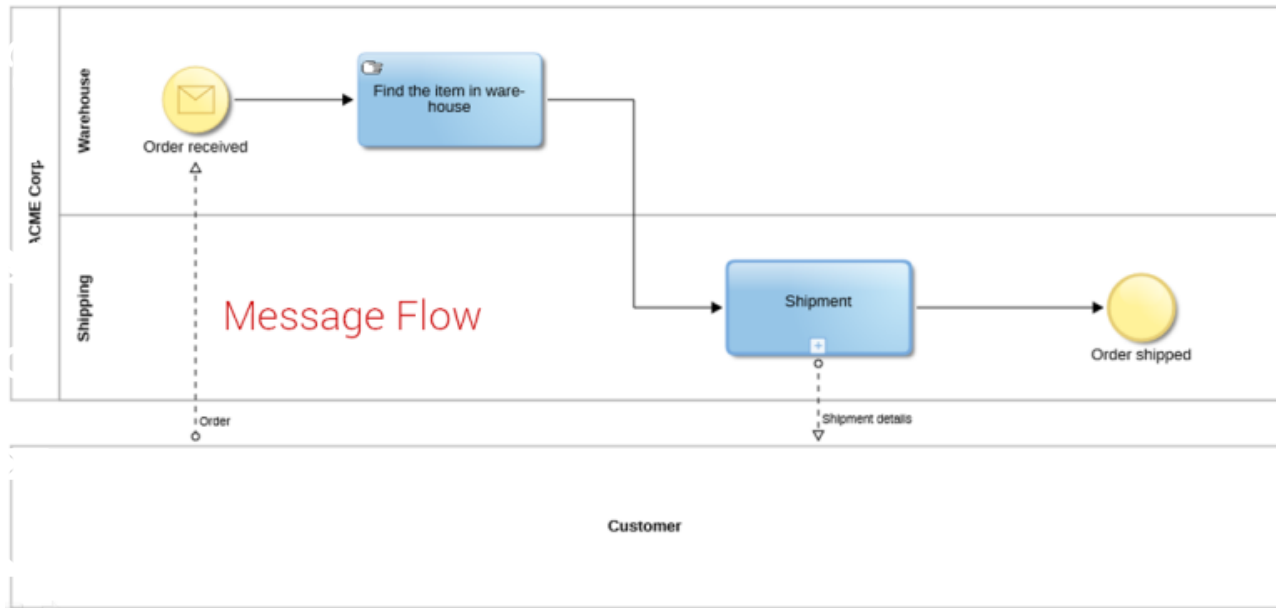 ACME Corp.
Warehouse
Order received
Find the item in ware-
house
Shipping
Message Flow
Shipment
Order shipped
Order
Shipment details
Customer